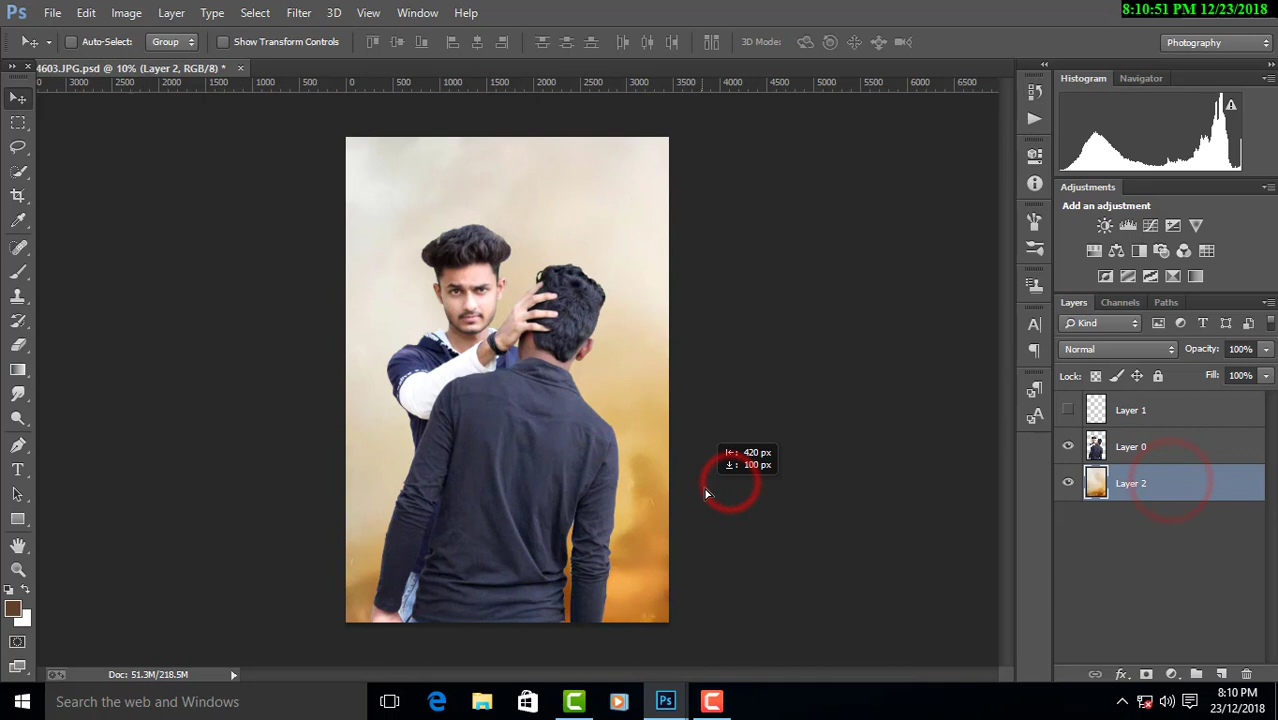 8:10:51 PM 12/23/2018
Ps File Edit Image Layer Type Select Filter 3D View Window Help
Auto-Select: Group Show Transform Controls 3D Mode: Photography
4603.JPG.psd @ 10% (Layer 2, RGB/8) * ×
3000 2500 2000 1500 1000 500 0 500 1000 1500 2000 2500 3000 3500 4000 4500 5000 5500 6000 6500
Histogram Navigator
Adjustments
Add an adjustment
Layers Channels Paths
Kind
Normal Opacity: 100%
Lock: Fill: 100%
Layer 1
Layer 0
420 px
100 px
Layer 2
Doc: 51.3M/218.5M
Search the web and Windows
8:10 PM
23/12/2018